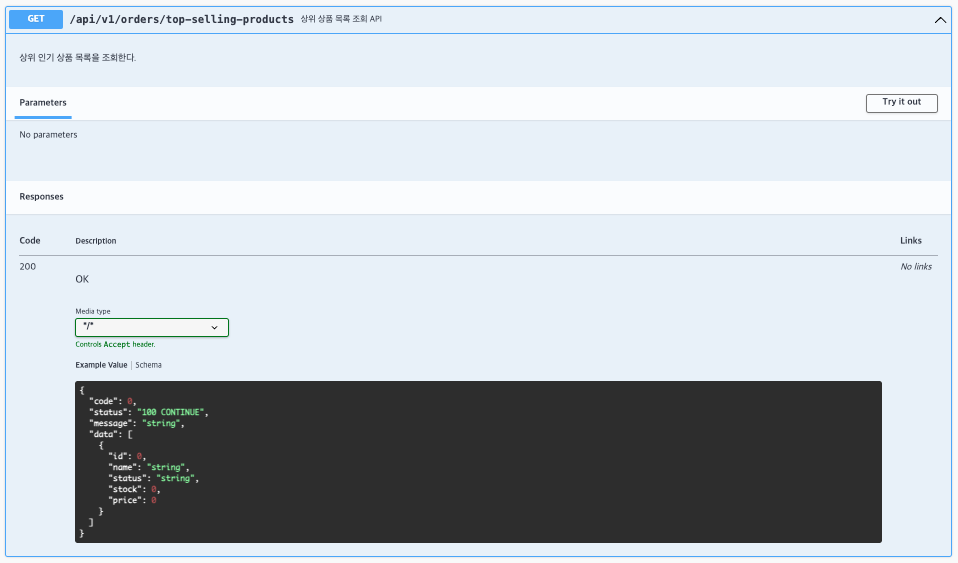 GET /api/v1/orders/top-selling-products 상위 상품 목록 조회 API
상위 인기 상품 목록을 조회한다.
Parameters
Try it out
No parameters
Responses
Code Description Links
200 OK No links
Media type
*/*
Controls Accept header.
Example Value | Schema
{
  "code": 0,
  "status": "100 CONTINUE",
  "message": "string",
  "data": [
    {
      "id": 0,
      "name": "string",
      "status": "string",
      "stock": 0,
      "price": 0
    }
  ]
}